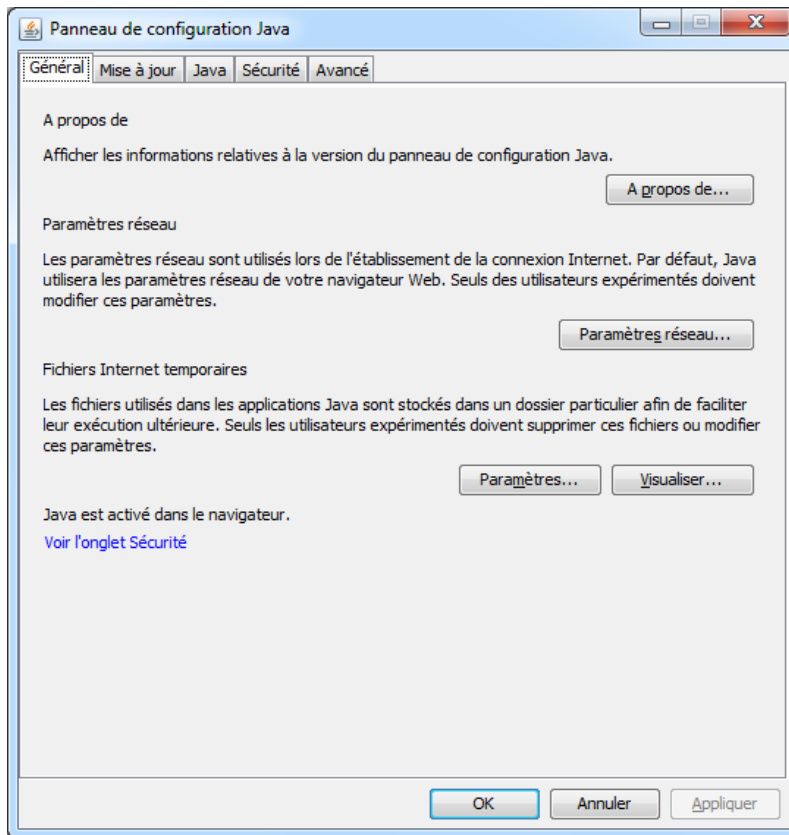 Panneau de configuration Java
Général Mise à jour Java Sécurité Avancé
A propos de
Afficher les informations relatives à la version du panneau de configuration Java.
A propos de...
Paramètres réseau
Les paramètres réseau sont utilisés lors de l'établissement de la connexion Internet. Par défaut, Java
utilisera les paramètres réseau de votre navigateur Web. Seuls des utilisateurs expérimentés doivent
modifier ces paramètres.
Paramètres réseau...
Fichiers Internet temporaires
Les fichiers utilisés dans les applications Java sont stockés dans un dossier particulier afin de faciliter
leur exécution ultérieure. Seuls les utilisateurs expérimentés doivent supprimer ces fichiers ou modifier
ces paramètres.
Paramètres... Visualiser...
Java est activé dans le navigateur.
Voir l'onglet Sécurité
OK Annuler Appliquer